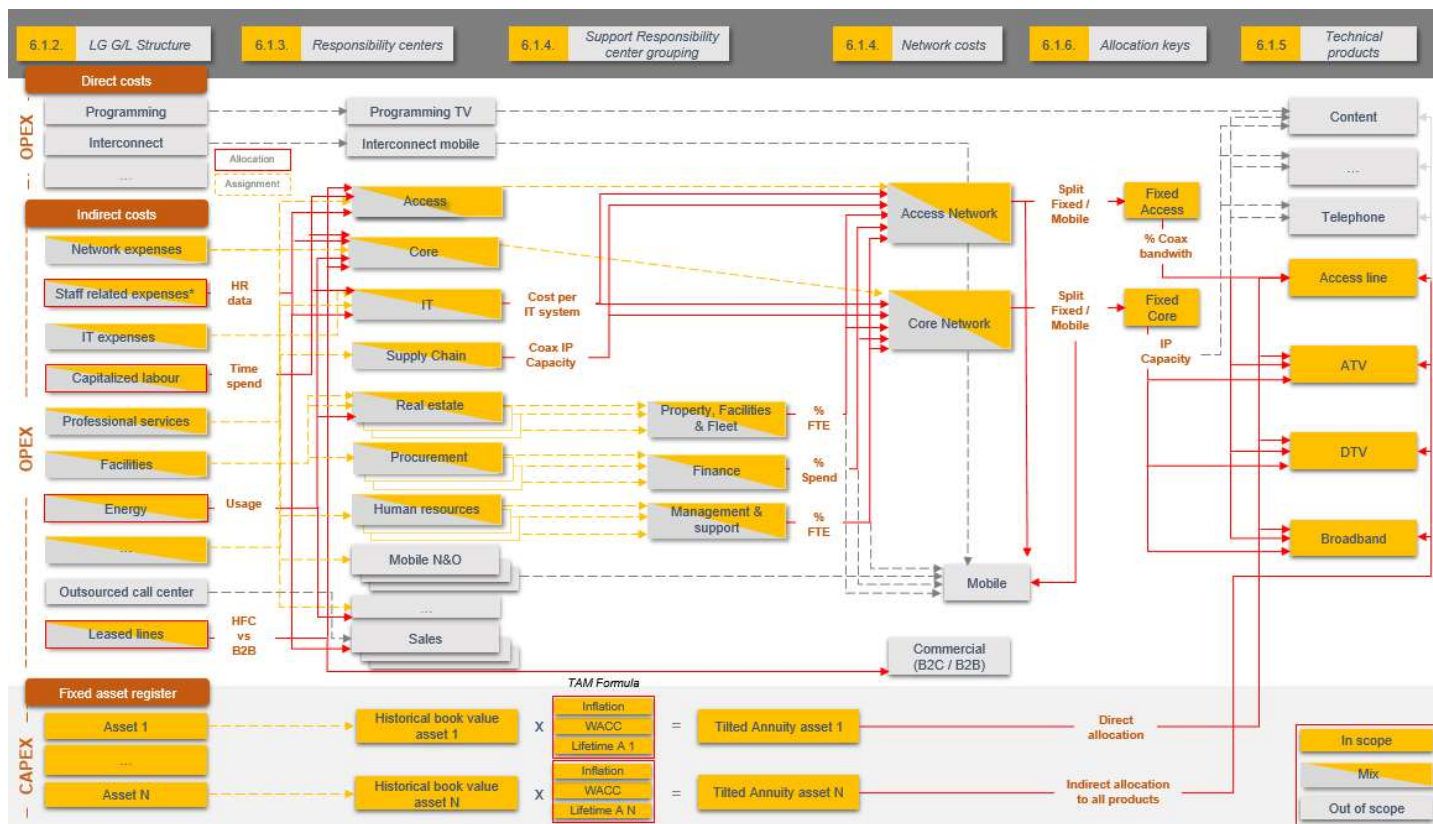 6.1.2. LG G/L Structure
6.1.3. Responsibility centers
6.1.4. Support Responsibility
center grouping
6.1.4. Network costs
6.1.6. Allocation keys
6.1.5 Technical
products
Direct costs
OPEX
Programming
Programming TV
Content
Interconnect
Interconnect mobile
...
Allocation
Assignment
...
Indirect costs
Access
Access Network
Split
Fixed /
Mobile
Fixed
Access
Telephone
Network expenses
Core
% Coax
bandwith
Access line
Staff related expenses*
HR
data
IT
Cost per
IT system
Core Network
Split
Fixed /
Mobile
Fixed
Core
IT expenses
Supply Chain
Coax IP
Capacity
IP
Capacity
ATV
Capitalized labour
Time
spend
Real estate
Property, Facilities
& Fleet
%
FTE
OPEX
Professional services
Facilities
Procurement
Finance
%
Spend
DTV
Energy
Usage
Human resources
Management &
support
%
FTE
Broadband
...
Mobile N&O
Mobile
Outsourced call center
...
Leased lines
HFC
vs
B2B
Sales
Commercial
(B2C / B2B)
Fixed asset register
TAM Formula
CAPEX
Asset 1
Historical book value
asset 1
x
Inflation
WACC
Lifetime A 1
=
Tilted Annuity asset 1
Direct
allocation
In scope
...
Mix
Asset N
Historical book value
asset N
x
Inflation
WACC
Lifetime A N
=
Tilted Annuity asset N
Indirect allocation
to all products
Out of scope